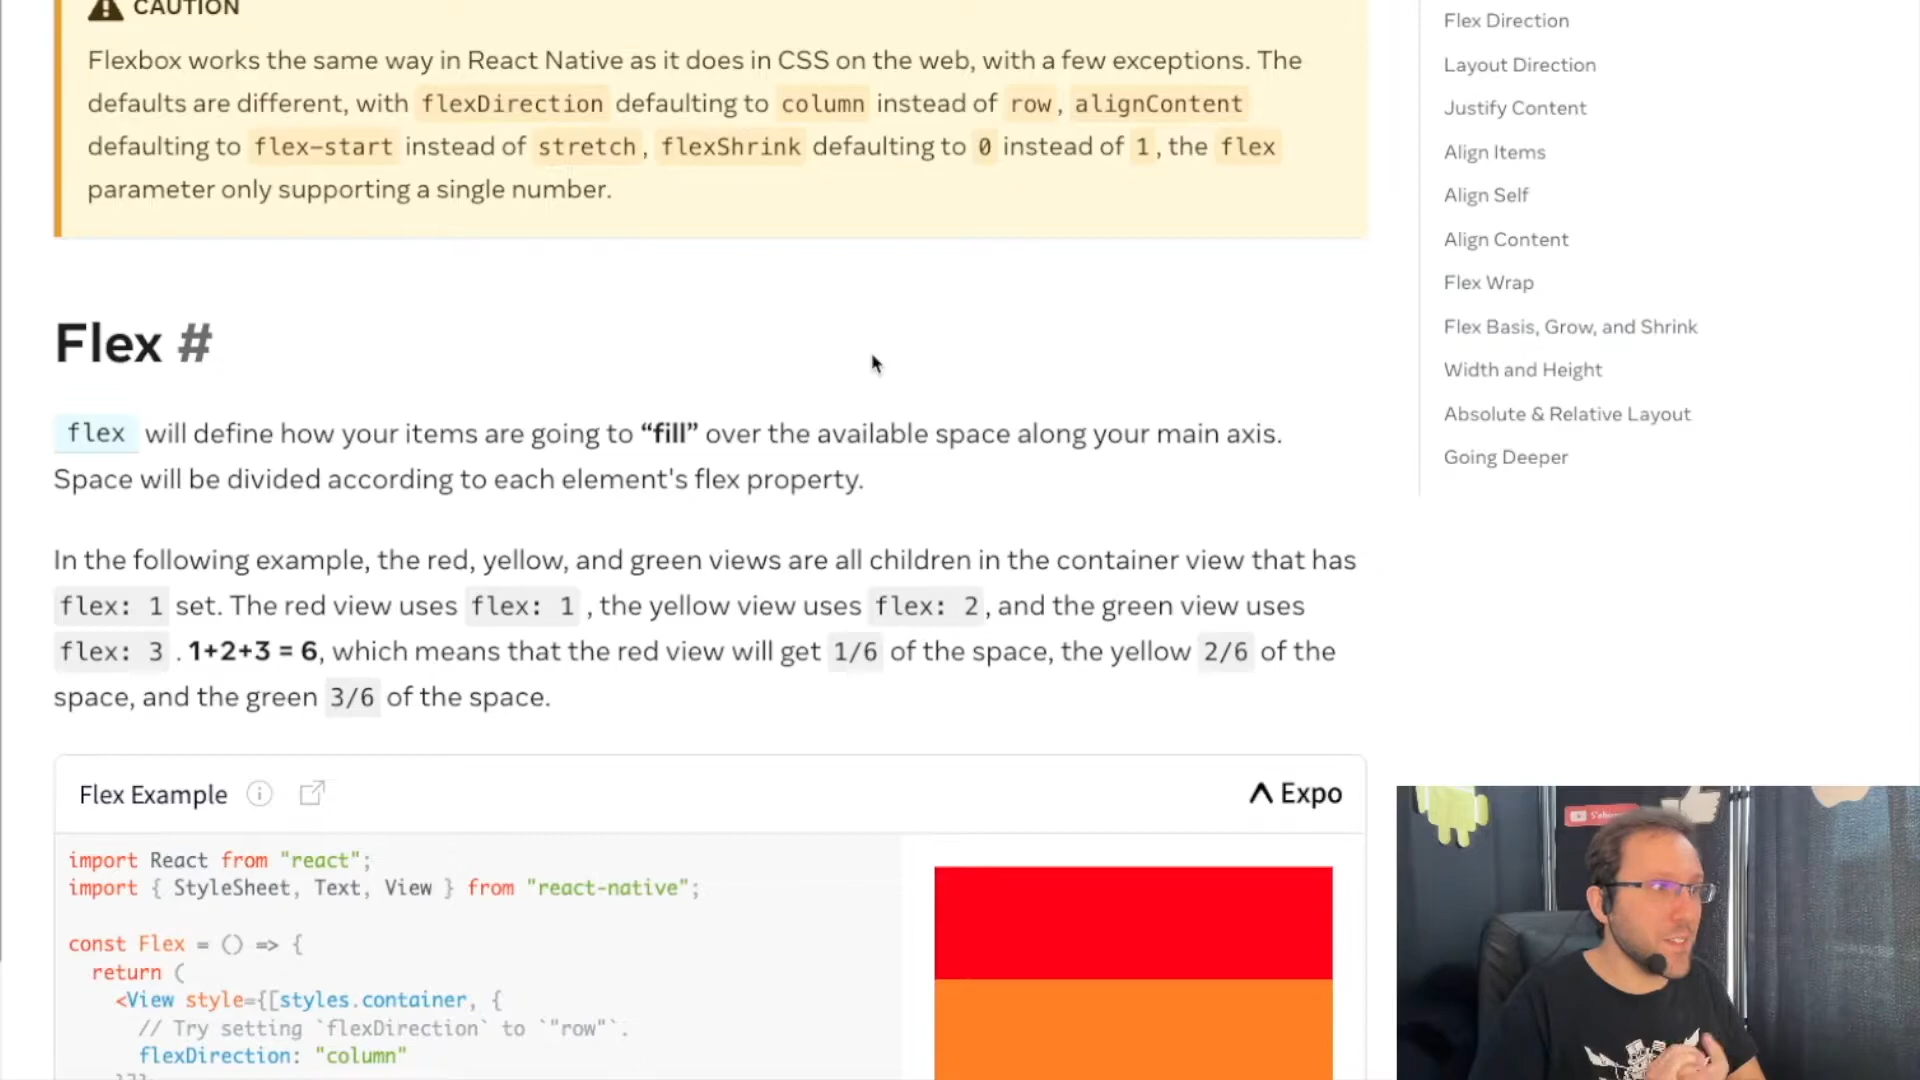 CAUTION
Flexbox works the same way in React Native as it does in CSS on the web, with a few exceptions. The
defaults are different, with flexDirection defaulting to column instead of row, alignContent
defaulting to flex-start instead of stretch, flexShrink defaulting to 0 instead of 1, the flex
parameter only supporting a single number.
Flex #
flex will define how your items are going to “fill” over the available space along your main axis.
Space will be divided according to each element's flex property.
In the following example, the red, yellow, and green views are all children in the container view that has
flex: 1 set. The red view uses flex: 1 , the yellow view uses flex: 2, and the green view uses
flex: 3 . 1+2+3 = 6, which means that the red view will get 1/6 of the space, the yellow 2/6 of the
space, and the green 3/6 of the space.
Flex Example
Expo
import React from "react";
import { StyleSheet, Text, View } from "react-native";
const Flex = () => {
return (
<View style={[styles.container, {
// Try setting `flexDirection` to `"row"`.
flexDirection: "column"
Flex Direction
Layout Direction
Justify Content
Align Items
Align Self
Align Content
Flex Wrap
Flex Basis, Grow, and Shrink
Width and Height
Absolute & Relative Layout
Going Deeper